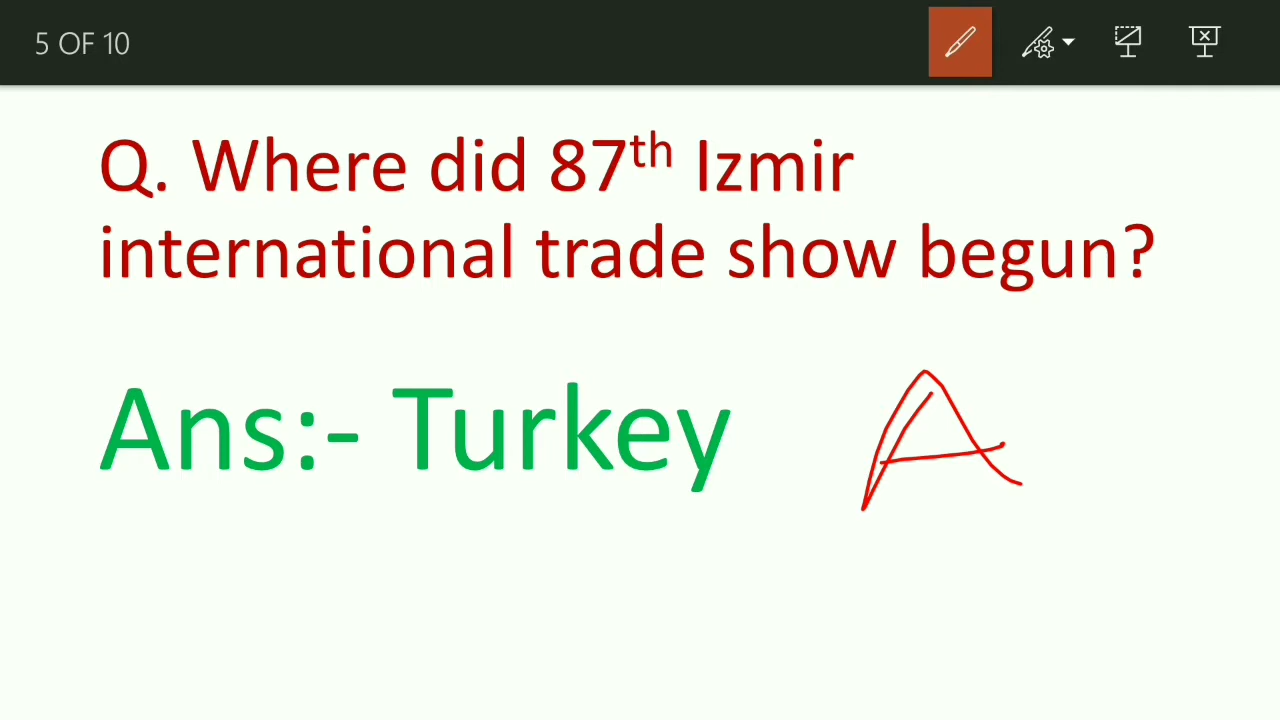 5 OF 10
Q. Where did 87th Izmir
international trade show begun?
Ans:- Turkey A